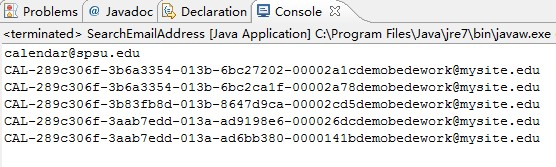 Problems @ Javadoc Declaration Console
<terminated> SearchEmailAddress [Java Application] C:\Program Files\Java\jre7\bin\javaw.exe
calendar@spsu.edu
CAL-289c306f-3b6a3354-013b-6bc27202-00002a1cdemobedework@mysite.edu
CAL-289c306f-3b6a3354-013b-6bc2ca1f-00002a78demobedework@mysite.edu
CAL-289c306f-3b83fb8d-013b-8647d9ca-00002cd5demobedework@mysite.edu
CAL-289c306f-3aab7edd-013a-ad9198e6-000026dcdemobedework@mysite.edu
CAL-289c306f-3aab7edd-013a-ad6bb380-0000141bdemobedework@mysite.edu